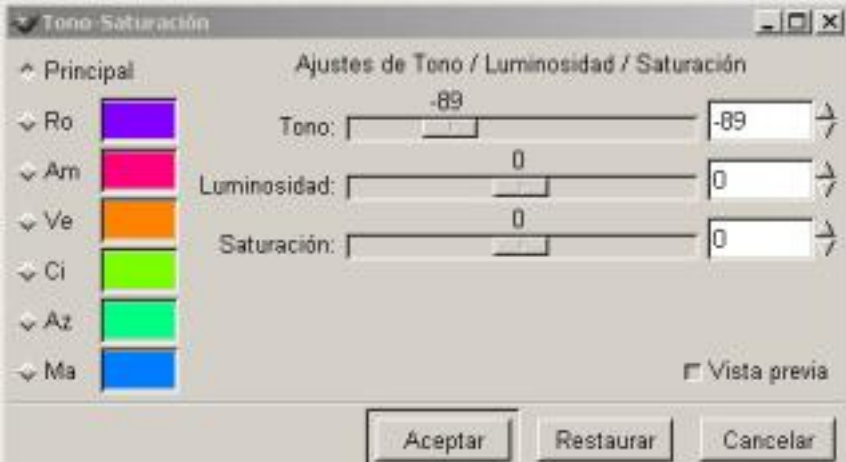 Tono-Saturación
Principal
Ajustes de Tono / Luminosidad / Saturación
Ro
Am
Ve
Ci
Az
Ma
-89
Tono:
-89
0
Luminosidad:
0
0
Saturación:
0
Vista previa
Aceptar
Restaurar
Cancelar